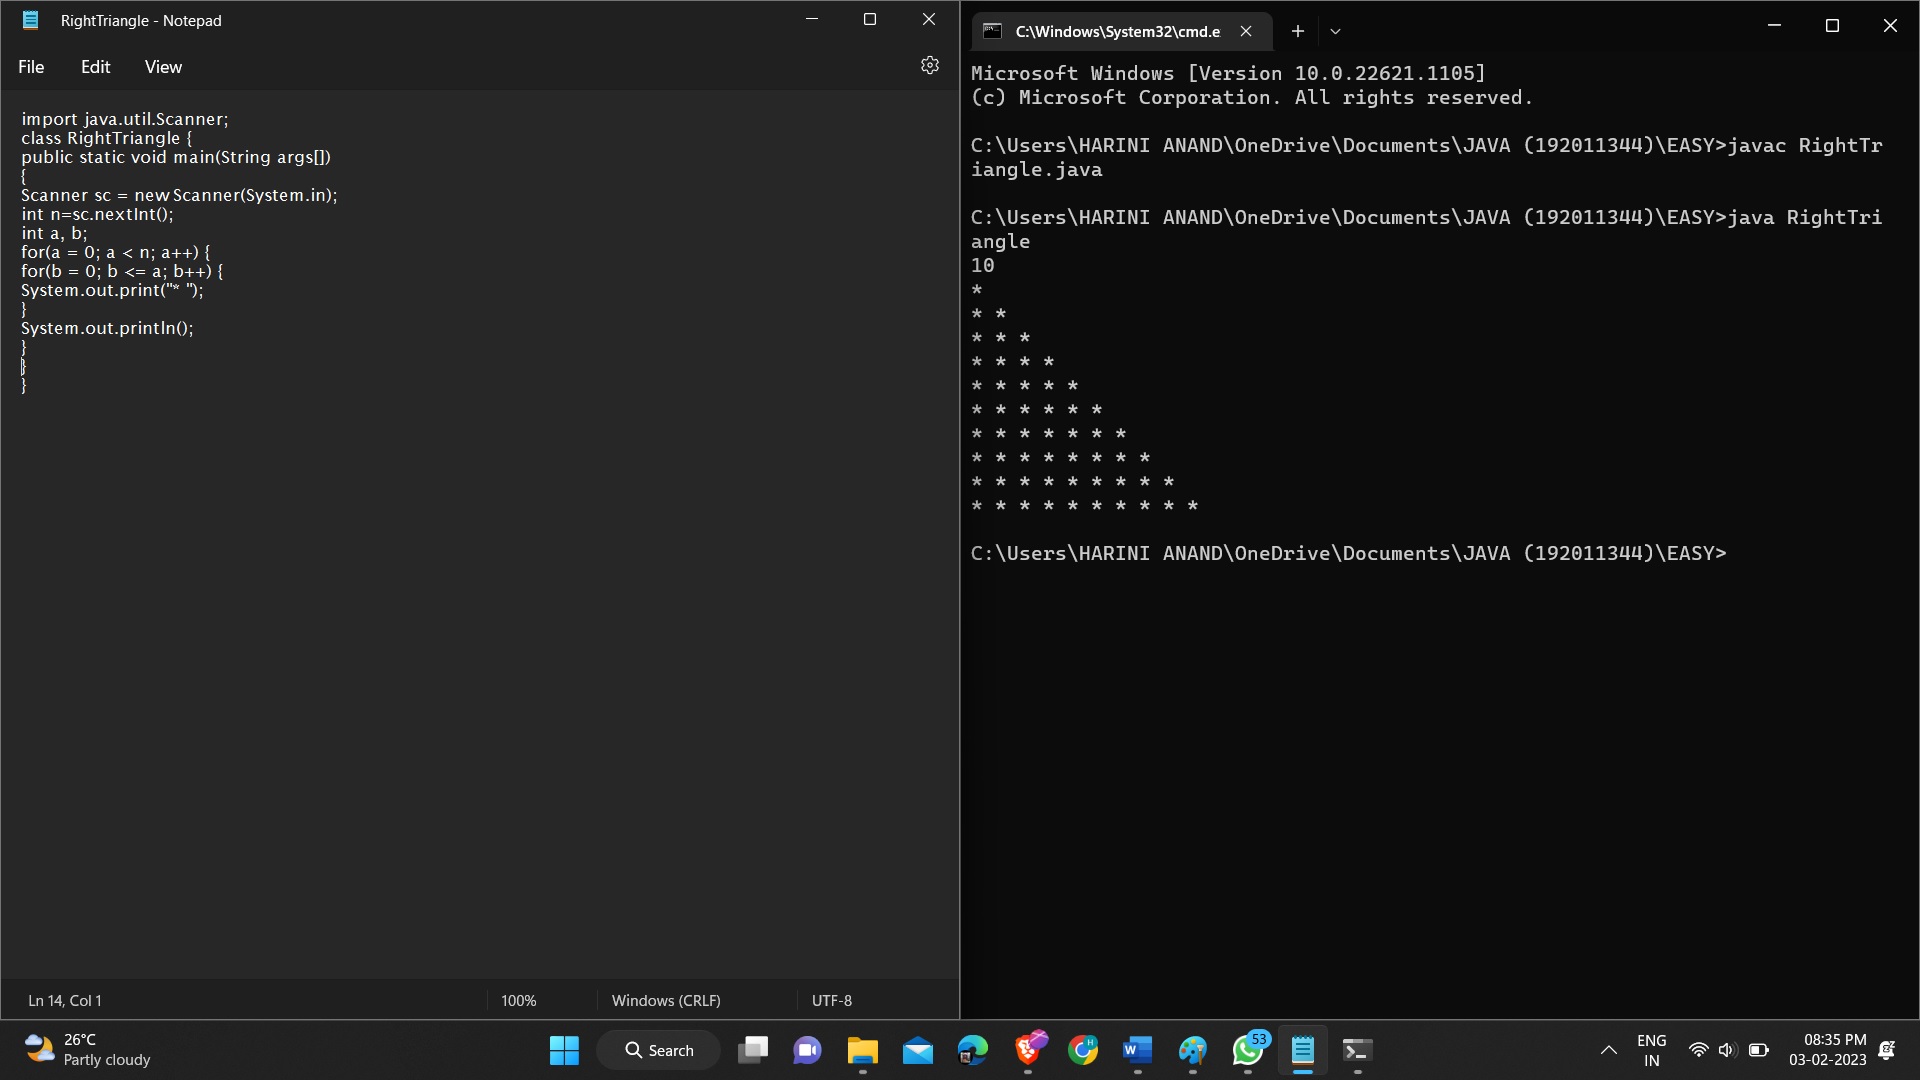 RightTriangle - Notepad
File Edit View
import java.util.Scanner;
class RightTriangle {
public static void main(String args[])
{
Scanner sc = new Scanner(System.in);
int n=sc.nextInt();
int a, b;
for(a = 0; a < n; a++) {
for(b = 0; b <= a; b++) {
System.out.print("* ");
}
System.out.println();
}
}
}
Ln 14, Col 1 100% Windows (CRLF) UTF-8
C:\Windows\System32\cmd.e
Microsoft Windows [Version 10.0.22621.1105]
(c) Microsoft Corporation. All rights reserved.
C:\Users\HARINI ANAND\OneDrive\Documents\JAVA (192011344)\EASY>javac RightTr
iangle.java
C:\Users\HARINI ANAND\OneDrive\Documents\JAVA (192011344)\EASY>java RightTri
angle
10
*
* *
* * *
* * * *
* * * * *
* * * * * *
* * * * * * *
* * * * * * * *
* * * * * * * * *
* * * * * * * * * *
C:\Users\HARINI ANAND\OneDrive\Documents\JAVA (192011344)\EASY>
26°C
Partly cloudy
Search
53
ENG
IN
08:35 PM
03-02-2023